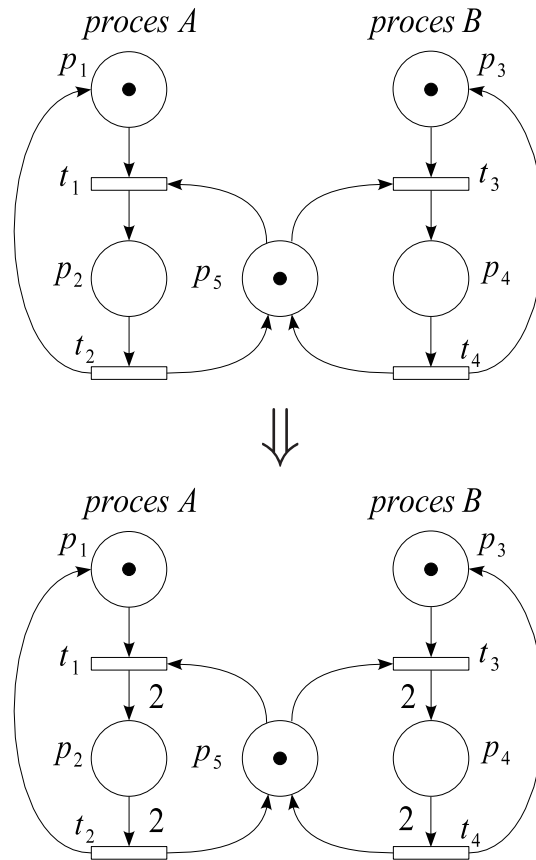 proces A proces B
p1 p3
t1 t3
p2 p5 p4
t2 t4
⇓
proces A proces B
p1 p3
t1 t3
2 2
p2 p5 p4
2 2
t2 t4